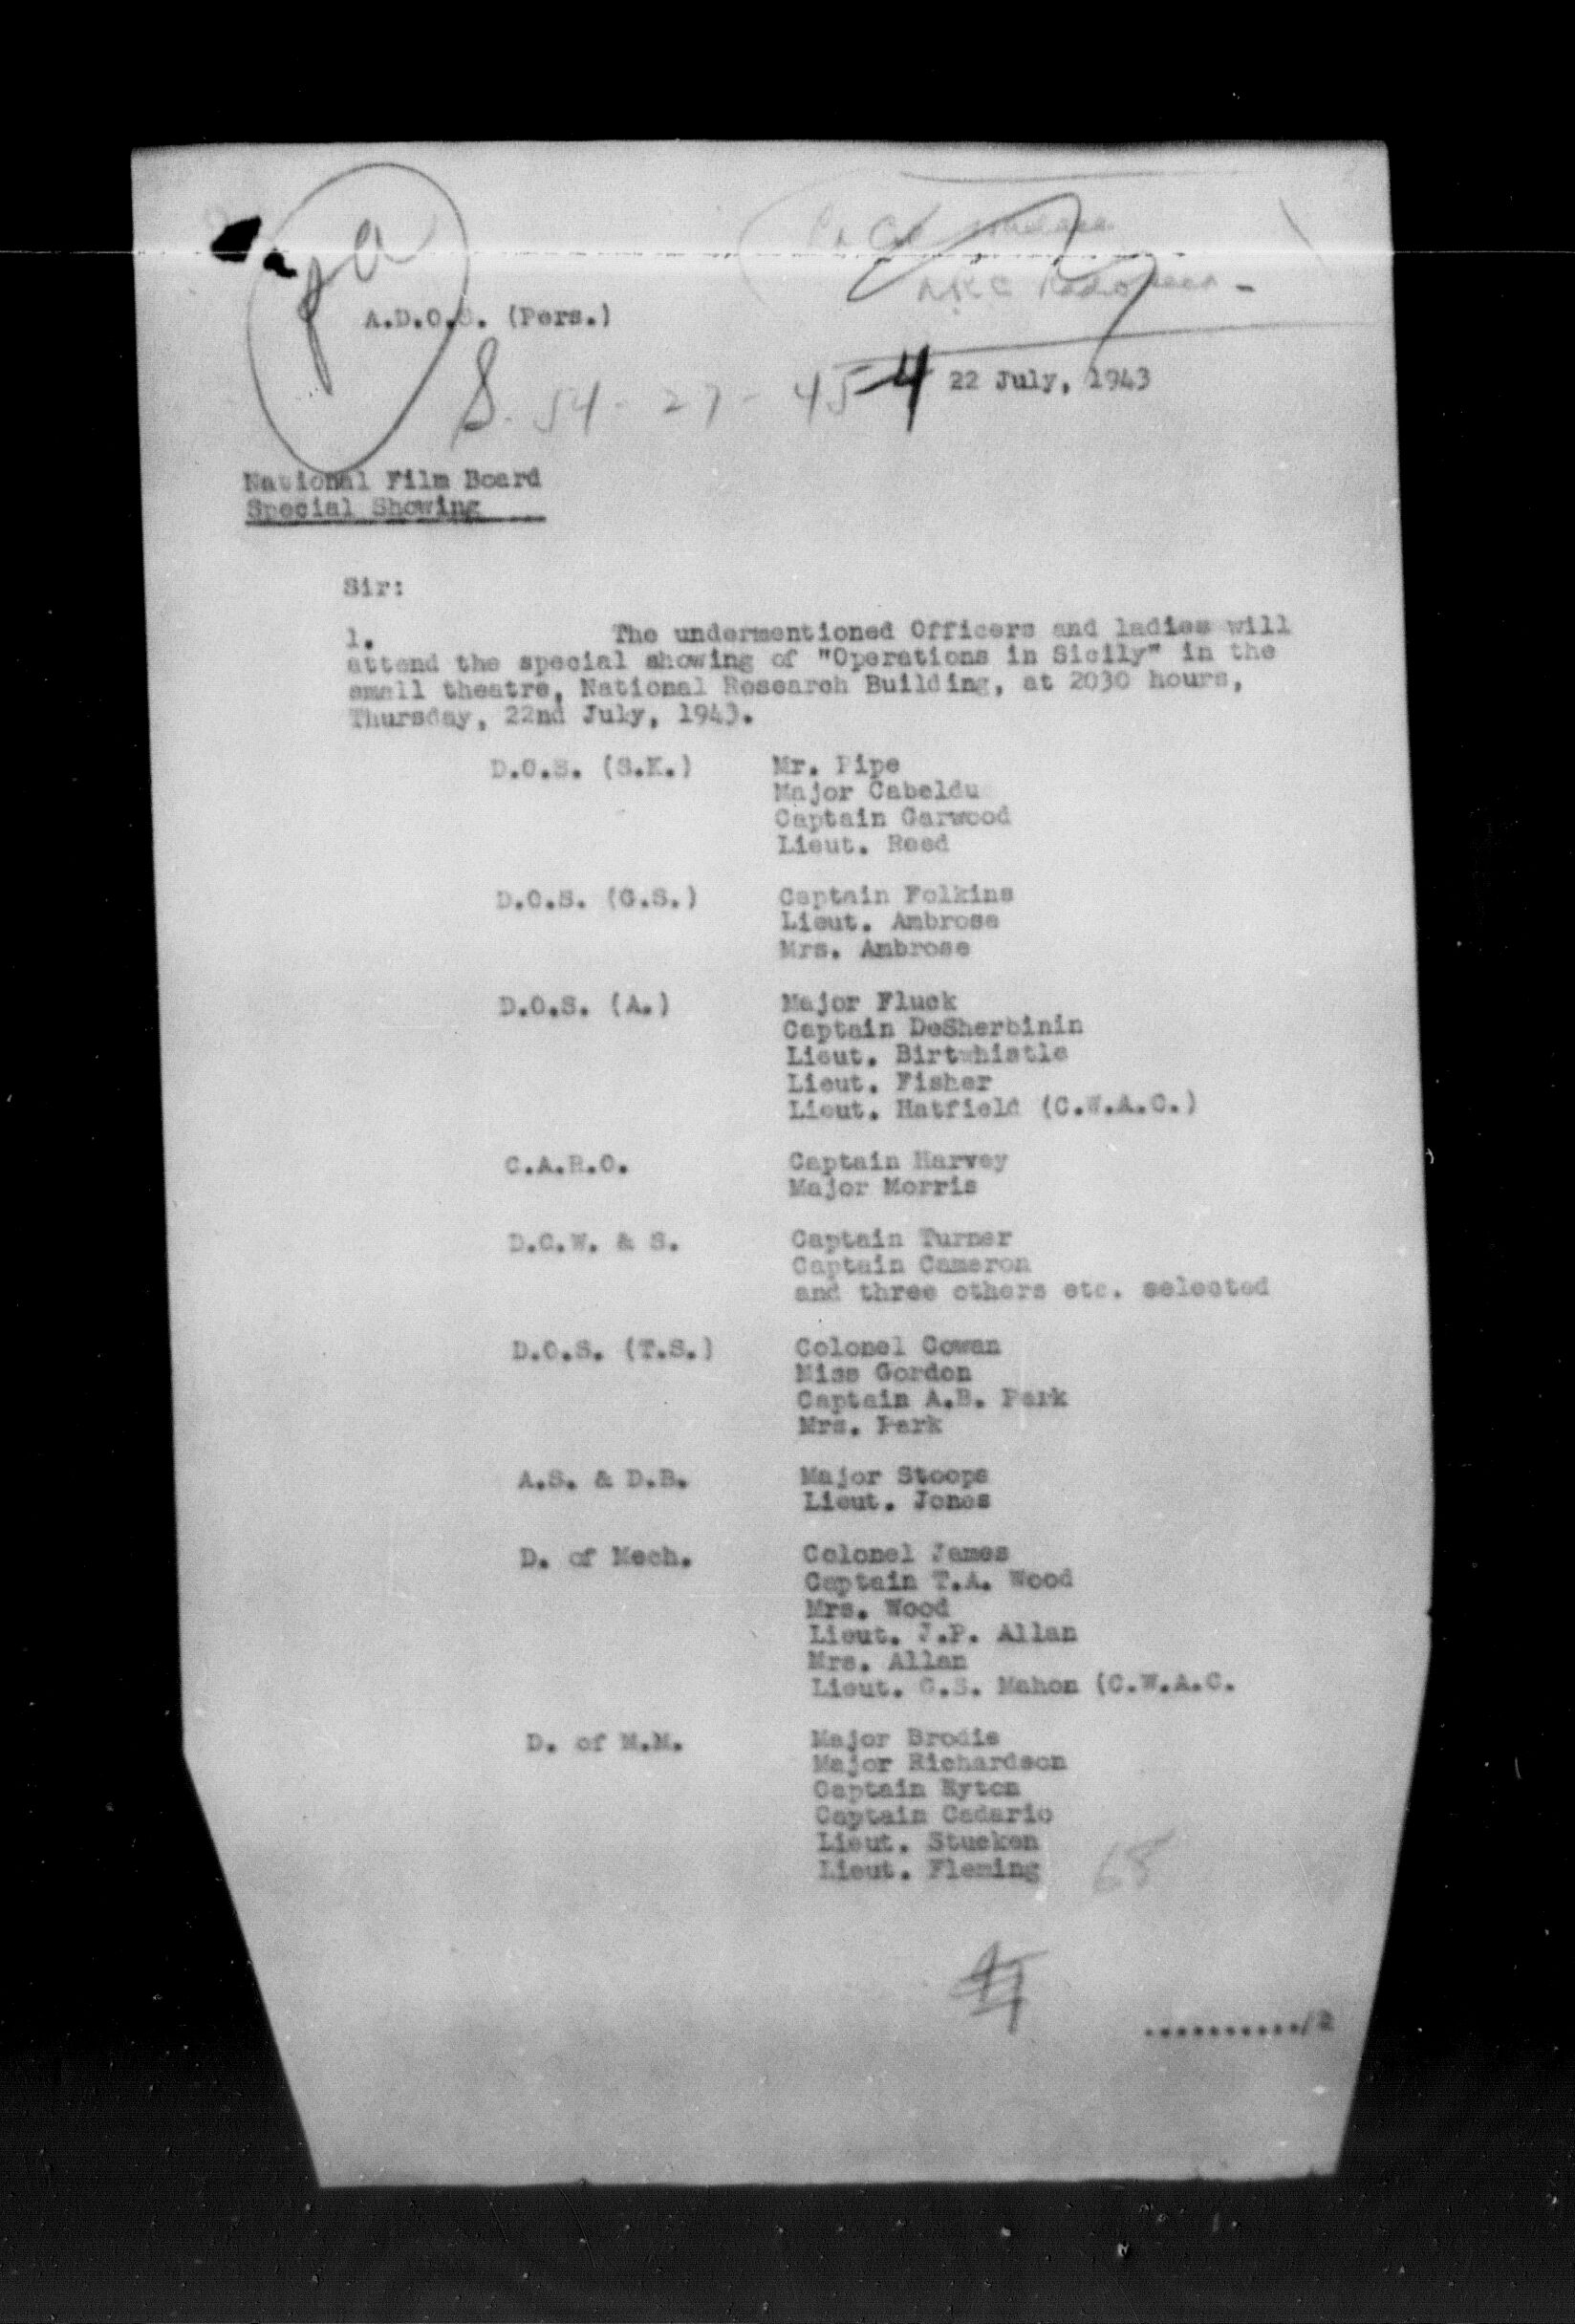 A.D.O.S. (Pers.)
22 July, 1943
54-27-45-4
National Film Board
Special Showing
Sir:
1. The undermentioned Officers and ladies will
attend the special showing of "Operations in Sicily" in the
small theatre, National Research Building, at 2030 hours,
Thursday, 22nd July, 1943.
D.O.S. (S.K.) Mr. Pipe
Major Cabeldu
Captain Garwood
Lieut. Reed
D.O.S. (G.S.) Captain Folkins
Lieut. Ambrose
Mrs. Ambrose
D.O.S. (A.) Major Fluck
Captain DeSherbinin
Lieut. Birtwhistle
Lieut. Fisher
Lieut. Hatfield (C.W.A.C.)
C.A.R.O. Captain Harvey
Major Morris
D.C.W. & S. Captain Turner
Captain Cameron
and three others etc. selected
D.O.S. (T.S.) Colonel Cowan
Miss Gordon
Captain A.B. Park
Mrs. Park
A.S. & D.B. Major Stoops
Lieut. Jones
D. of Mech. Colonel James
Captain T.A. Wood
Mrs. Wood
Lieut. J.P. Allan
Mrs. Allan
Lieut. G.S. Mahon (C.W.A.C.
D. of M.M. Major Brodie
Major Richardson
Captain Ryton
Captain Cadario
Lieut. Stucken
Lieut. Fleming
68
........../2